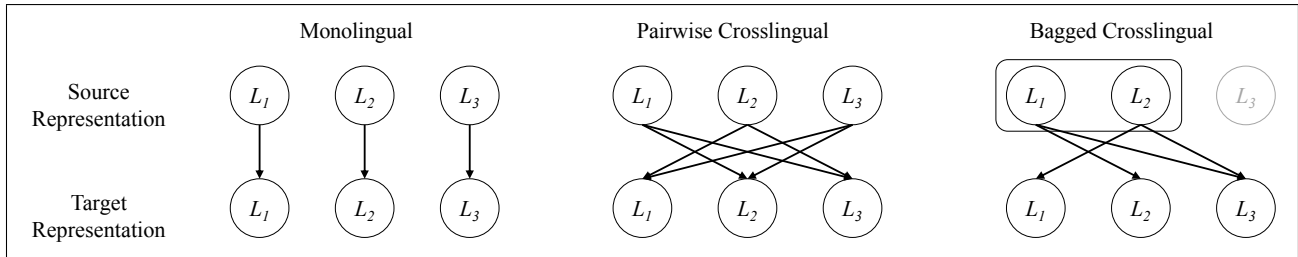 Monolingual
Pairwise Crosslingual
Bagged Crosslingual
Source
Representation
L1 L2 L3
L1 L2 L3
L1 L2 L3
Target
Representation
L1 L2 L3
L1 L2 L3
L1 L2 L3